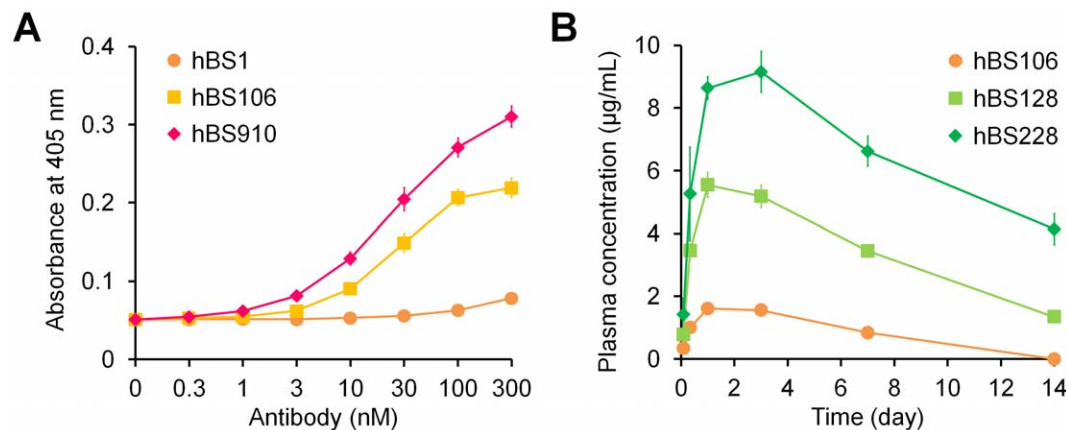 A
0.4
0.3
0.2
0.1
0
Absorbance at 405 nm
hBS1
hBS106
hBS910
0 0.3 1 3 10 30 100 300
Antibody (nM)
B
10
8
6
4
2
0
Plasma concentration (µg/mL)
hBS106
hBS128
hBS228
0 2 4 6 8 10 12 14
Time (day)